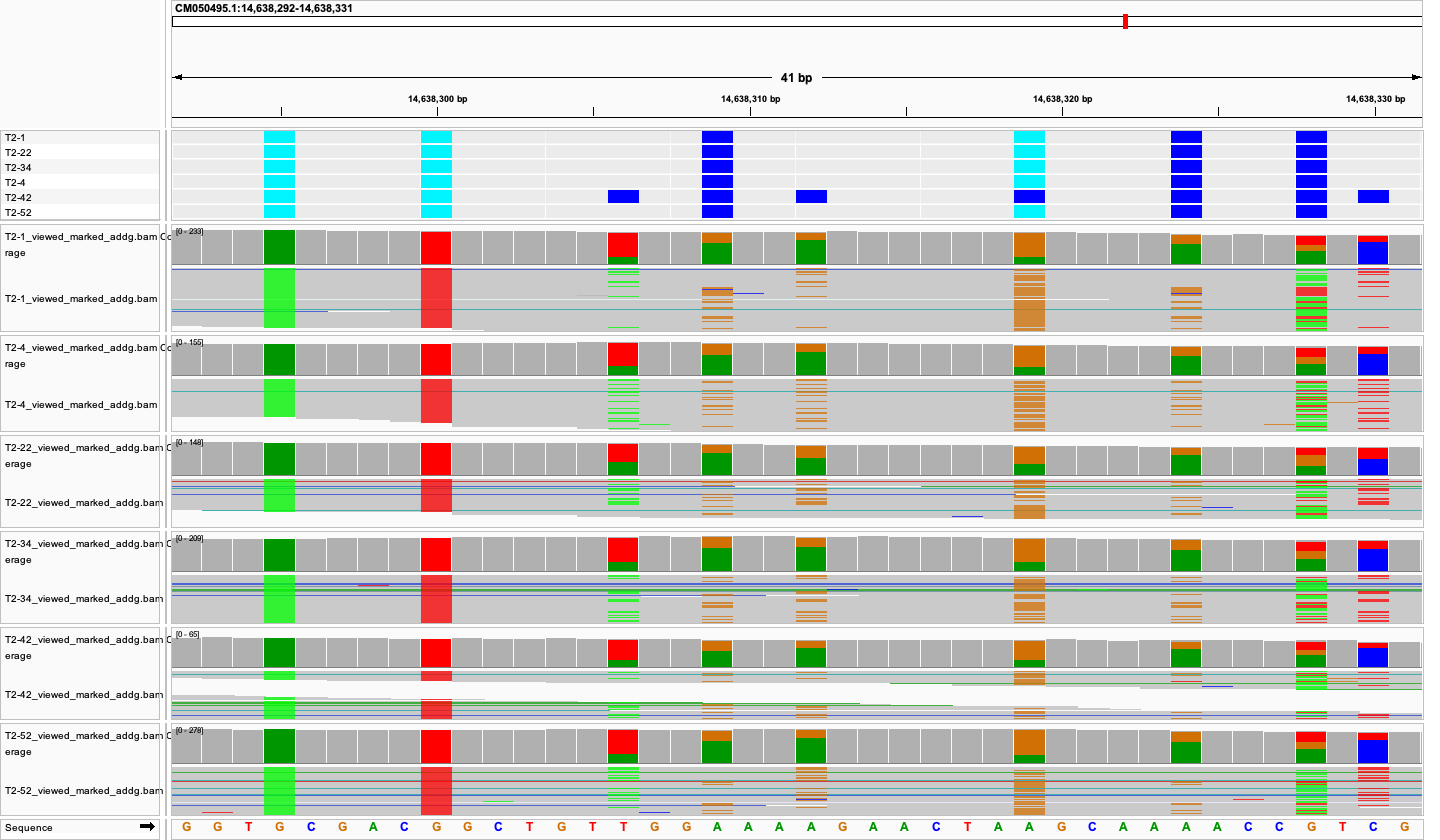 CM050495.1:14,638,292-14,638,331
41 bp
14,638,300 bp 14,638,310 bp 14,638,320 bp 14,638,330 bp
T2-1
T2-22
T2-34
T2-4
T2-42
T2-52
T2-1_viewed_marked_addg.bam Co
rage
[0 - 233]
T2-1_viewed_marked_addg.bam
T2-4_viewed_marked_addg.bam Co
rage
[0 - 155]
T2-4_viewed_marked_addg.bam
T2-22_viewed_marked_addg.bam C
erage
[0 - 148]
T2-22_viewed_marked_addg.bam
T2-34_viewed_marked_addg.bam C
erage
[0 - 209]
T2-34_viewed_marked_addg.bam
T2-42_viewed_marked_addg.bam C
erage
[0 - 65]
T2-42_viewed_marked_addg.bam
T2-52_viewed_marked_addg.bam C
erage
[0 - 278]
T2-52_viewed_marked_addg.bam
Sequence G G T G C G A C G G C T G T T G G A A A A G A A C T A A G C A A A A C C G T C G